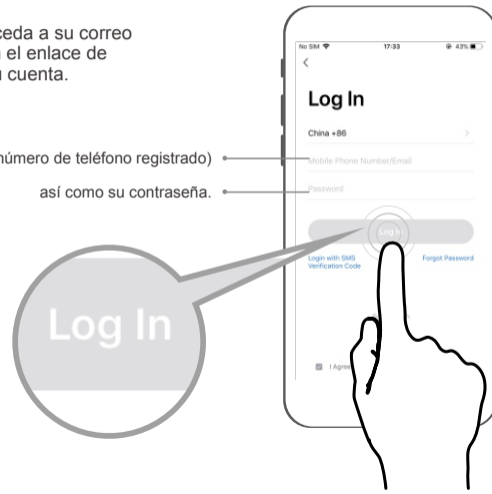 ceda a su correo
el enlace de
cuenta.
No SIM 17:33 43%
Log In
China +86
número de teléfono registrado)
Mobile Phone Number/Email
así como su contraseña.
Password
Log In
Login with SMS
Verification Code
Forgot Password
Log In
I Agree